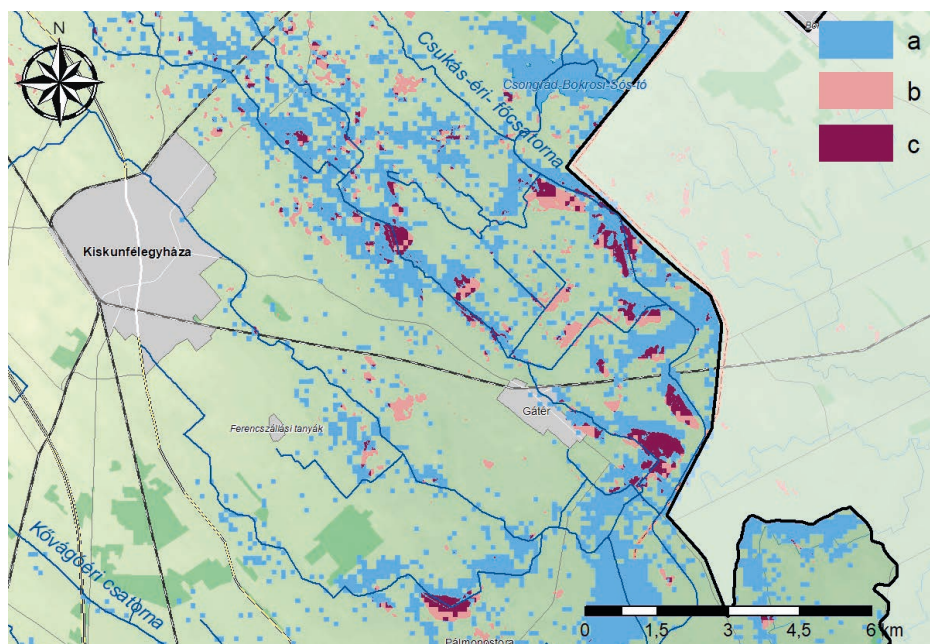 N
Csukás-éri-főcsatorna
Csongrád-Bokrosi-Sós-tó
a
b
c
Kiskunfélegyháza
Gátér
Ferencszállási tanyák
Kővágóéri csatorna
Pálmonostora
0 1,5 3 4,5 6 km